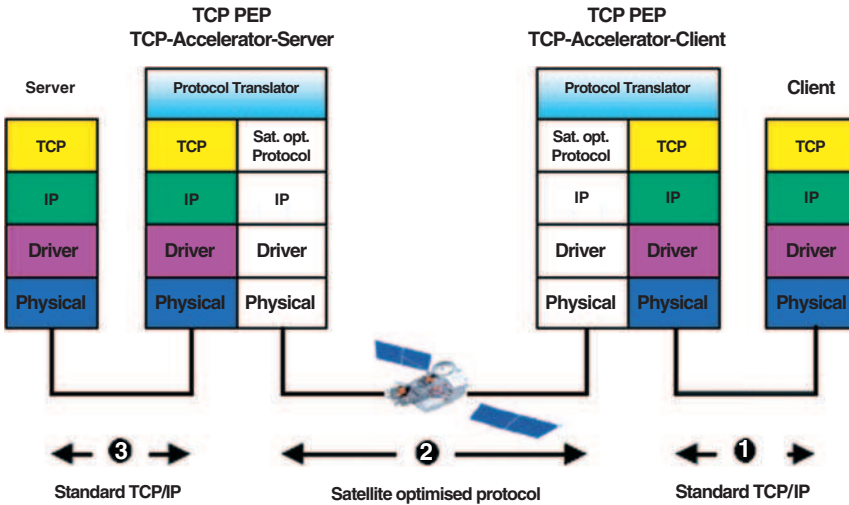 TCP PEP
TCP-Accelerator-Server
TCP PEP
TCP-Accelerator-Client
Server
Protocol Translator
Protocol Translator
Client
TCP
TCP
Sat. opt.
Protocol
Sat. opt.
Protocol
TCP
TCP
IP
IP
IP
IP
IP
IP
Driver
Driver
Driver
Driver
Driver
Driver
Physical
Physical
Physical
Physical
Physical
Physical
3
2
1
Standard TCP/IP
Satellite optimised protocol
Standard TCP/IP